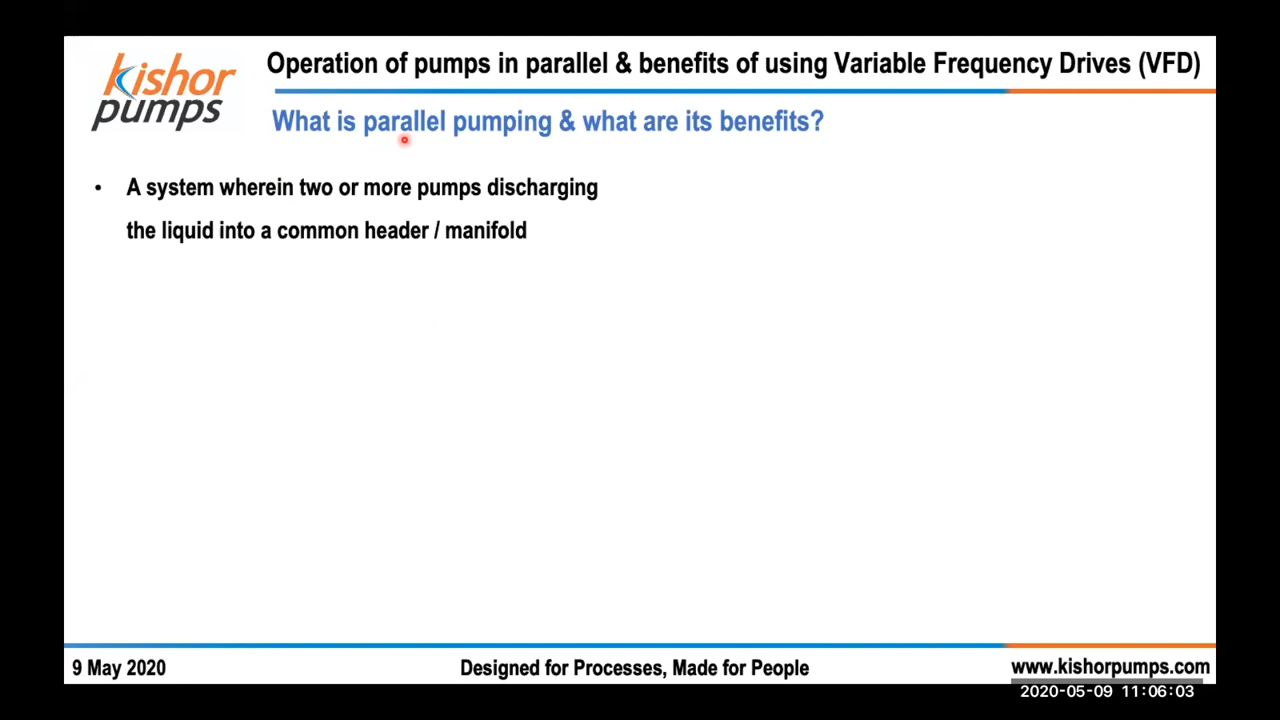 kishor
pumps
Operation of pumps in parallel & benefits of using Variable Frequency Drives (VFD)
What is parallel pumping & what are its benefits?
• A system wherein two or more pumps discharging
the liquid into a common header / manifold
9 May 2020
Designed for Processes, Made for People
www.kishorpumps.com
2020-05-09 11:06:03